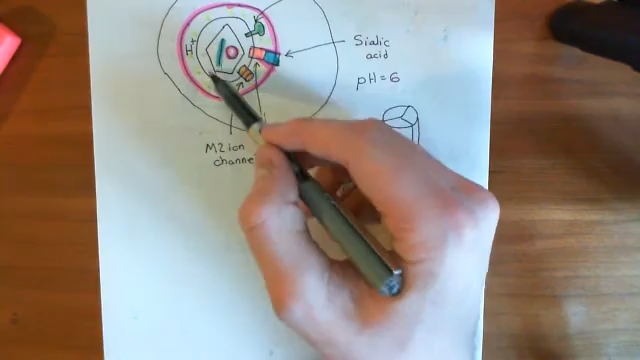 H+
Sialic
acid
pH=6
M2 ion
channe